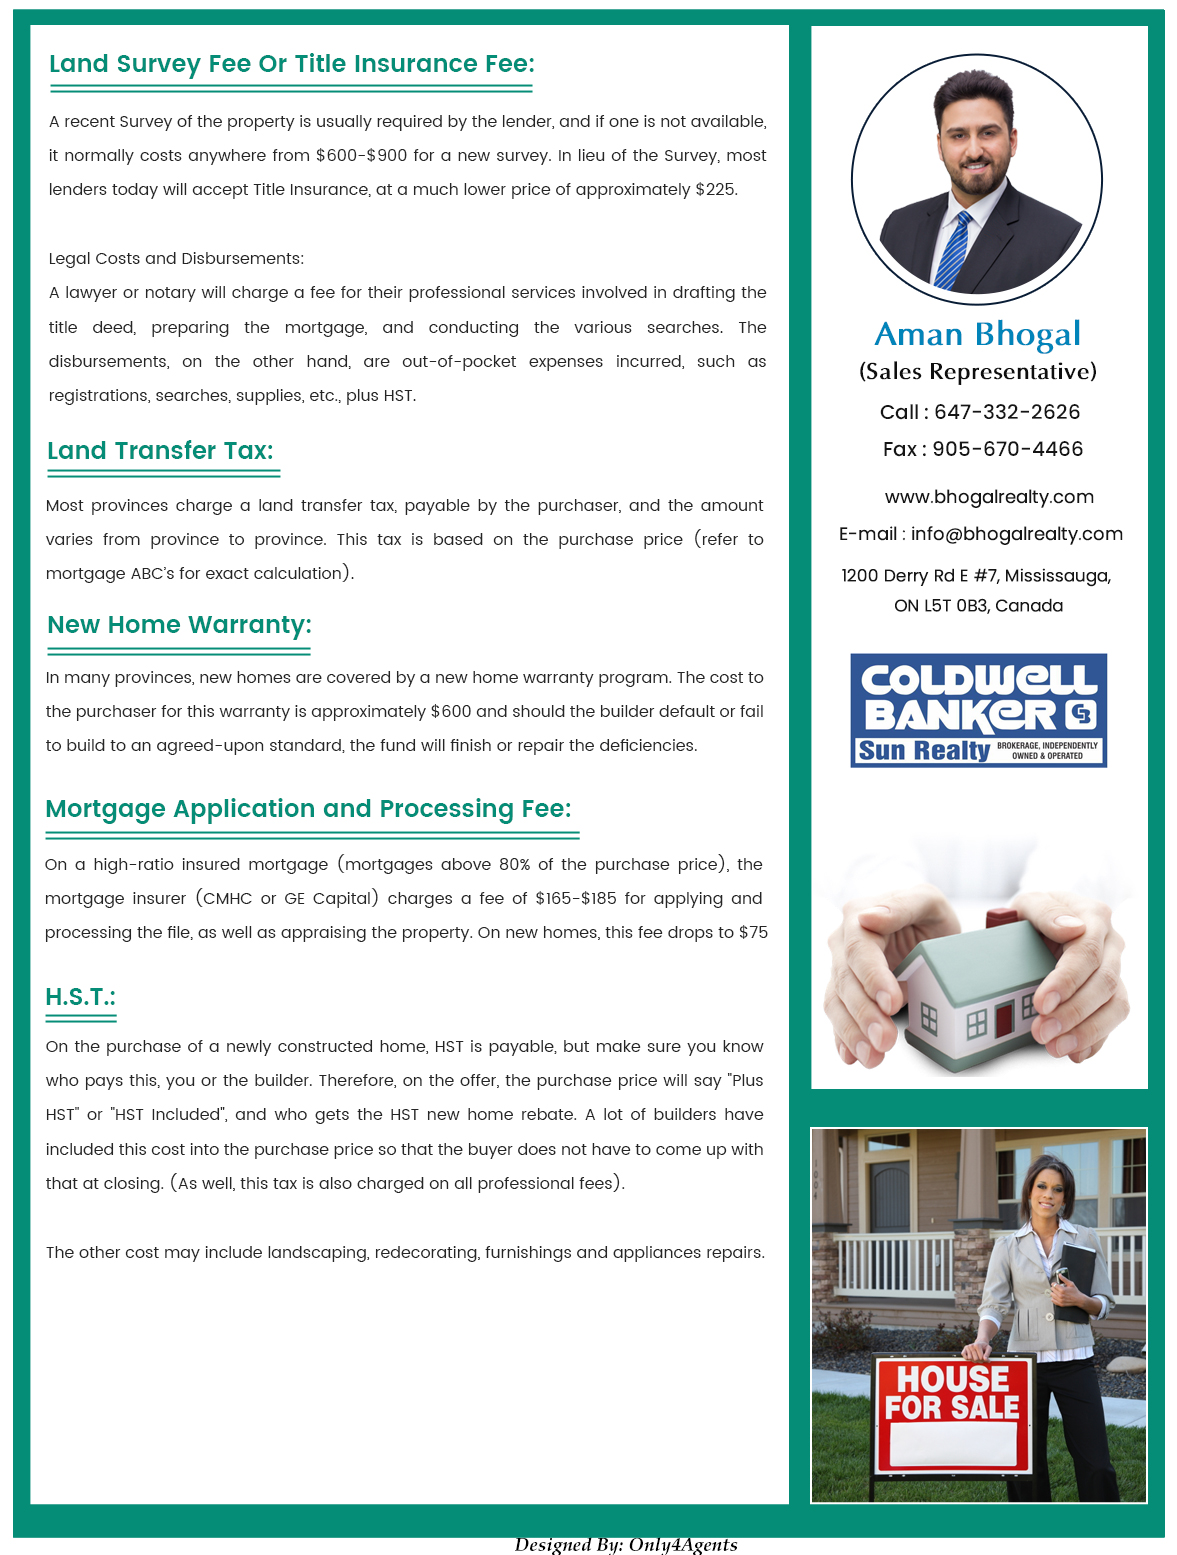 Land Survey Fee Or Title Insurance Fee:
A recent Survey of the property is usually required by the lender, and if one is not available,
it normally costs anywhere from $600-$900 for a new survey. In lieu of the Survey, most
lenders today will accept Title Insurance, at a much lower price of approximately $225.
Legal Costs and Disbursements:
A lawyer or notary will charge a fee for their professional services involved in drafting the
title deed, preparing the mortgage, and conducting the various searches. The
disbursements, on the other hand, are out-of-pocket expenses incurred, such as
registrations, searches, supplies, etc., plus HST.
Land Transfer Tax:
Most provinces charge a land transfer tax, payable by the purchaser, and the amount
varies from province to province. This tax is based on the purchase price (refer to
mortgage ABC's for exact calculation).
New Home Warranty:
In many provinces, new homes are covered by a new home warranty program. The cost to
the purchaser for this warranty is approximately $600 and should the builder default or fail
to build to an agreed-upon standard, the fund will finish or repair the deficiencies.
Mortgage Application and Processing Fee:
On a high-ratio insured mortgage (mortgages above 80% of the purchase price), the
mortgage insurer (CMHC or GE Capital) charges a fee of $165-$185 for applying and
processing the file, as well as appraising the property. On new homes, this fee drops to $75
H.S.T.:
On the purchase of a newly constructed home, HST is payable, but make sure you know
who pays this, you or the builder. Therefore, on the offer, the purchase price will say "Plus
HST" or "HST Included", and who gets the HST new home rebate. A lot of builders have
included this cost into the purchase price so that the buyer does not have to come up with
that at closing. (As well, this tax is also charged on all professional fees).
The other cost may include landscaping, redecorating, furnishings and appliances repairs.
Aman Bhogal
(Sales Representative)
Call : 647-332-2626
Fax : 905-670-4466
www.bhogalrealty.com
E-mail : info@bhogalrealty.com
1200 Derry Rd E #7, Mississauga,
ON L5T 0B3, Canada
COLDWELL
BANKER CB
Sun Realty
BROKERAGE, INDEPENDENTLY
OWNED & OPERATED
1004
HOUSE
FOR SALE
Designed By: Only4Agents